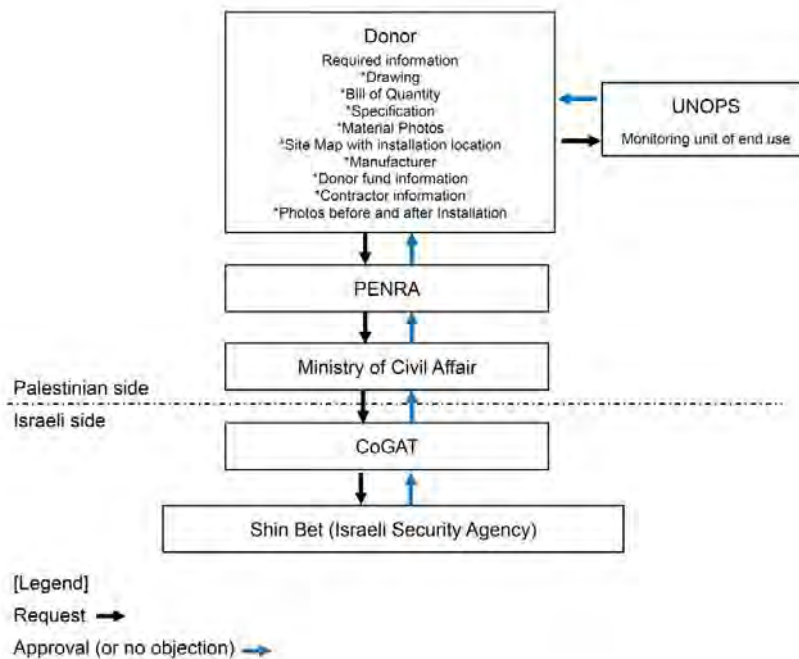 Donor
Required information
*Drawing
*Bill of Quantity
*Specification
*Material Photos
*Site Map with installation location
*Manufacturer
*Donor fund information
*Contractor information
*Photos before and after Installation
UNOPS
Monitoring unit of end use
PENRA
Ministry of Civil Affair
Palestinian side
Israeli side
CoGAT
Shin Bet (Israeli Security Agency)
[Legend]
Request
Approval (or no objection)